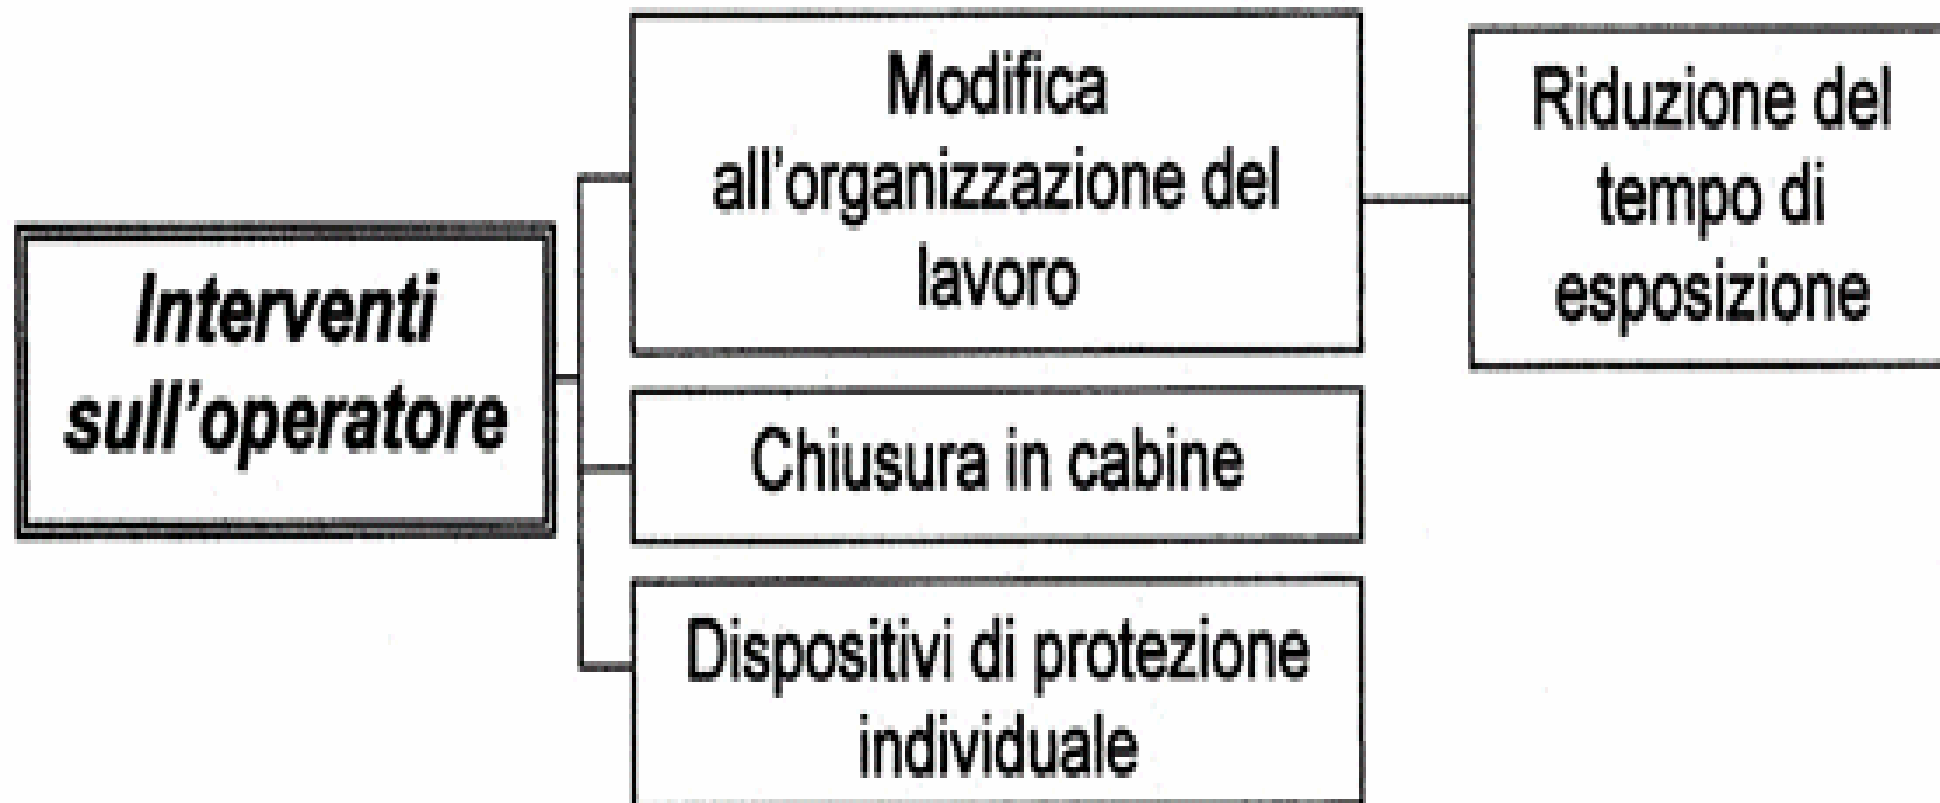 Interventi
sull'operatore
Modifica
all'organizzazione del
lavoro
Riduzione del
tempo di
esposizione
Chiusura in cabine
Dispositivi di protezione
individuale